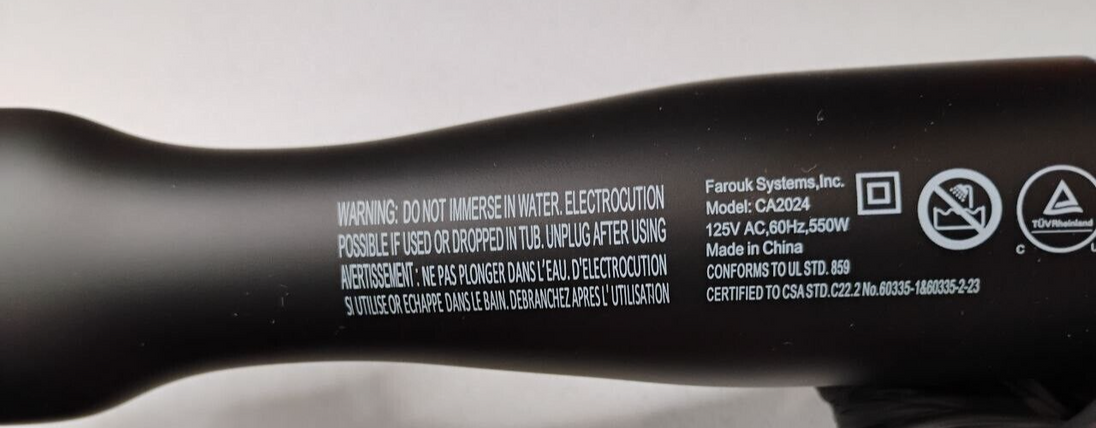 WARNING: DO NOT IMMERSE IN WATER. ELECTROCUTION
POSSIBLE IF USED OR DROPPED IN TUB. UNPLUG AFTER USING
AVERTISSEMENT : NE PAS PLONGER DANS L'EAU. D'ELECTROCUTION
SI UTILISE OR ECHAPPE DANS LE BAIN. DEBRANCHEZ APRES L' UTILISATION
Farouk Systems,Inc.
Model: CA2024
125V AC,60Hz,550W
Made in China
CONFORMS TO UL STD. 859
CERTIFIED TO CSA STD.C22.2 No.60335-1&60335-2-23
TÜVRheinland
C